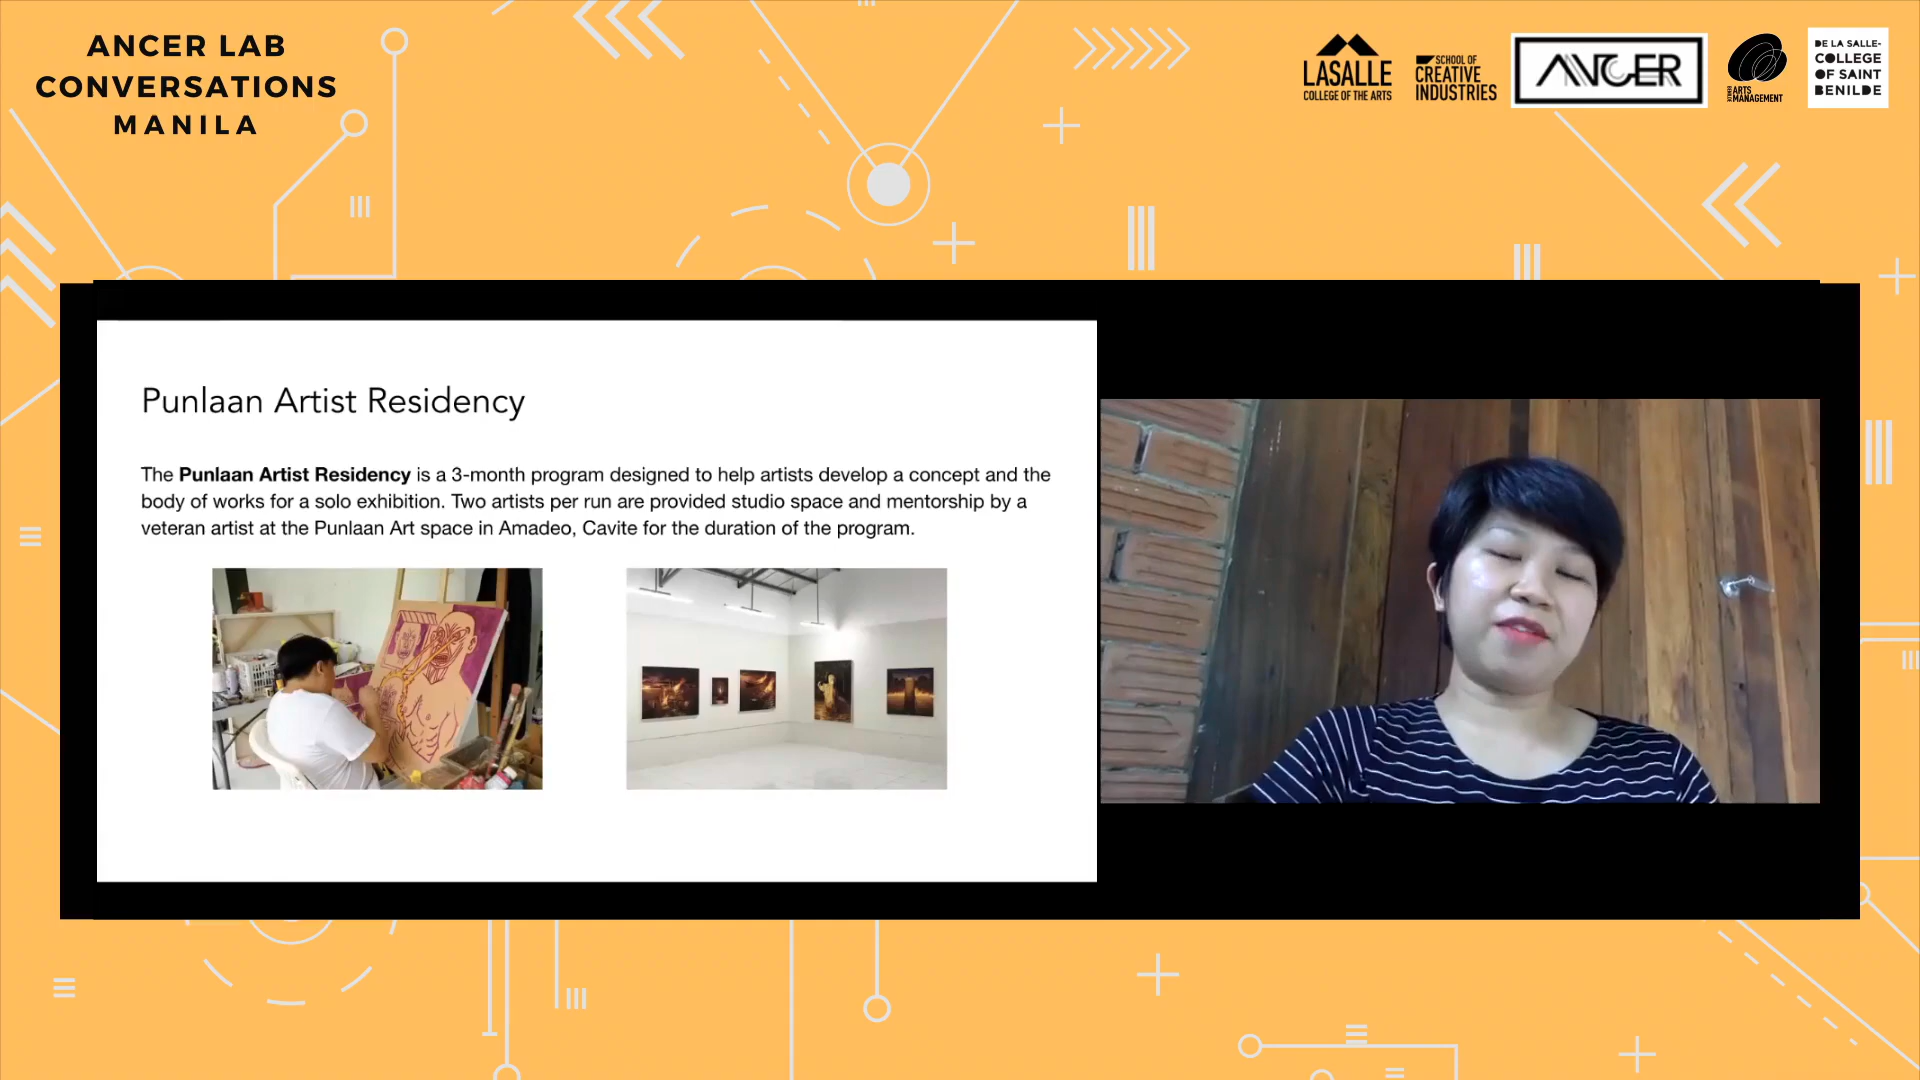 ANCER LAB
CONVERSATIONS
MANILA
LASALLE
COLLEGE OF THE ARTS
SCHOOL OF
CREATIVE
INDUSTRIES
ANCER
ARTS
MANAGEMENT
DE LA SALLE-
COLLEGE
OF SAINT
BENILDE
Punlaan Artist Residency
The Punlaan Artist Residency is a 3-month program designed to help artists develop a concept and the
body of works for a solo exhibition. Two artists per run are provided studio space and mentorship by a
veteran artist at the Punlaan Art space in Amadeo, Cavite for the duration of the program.